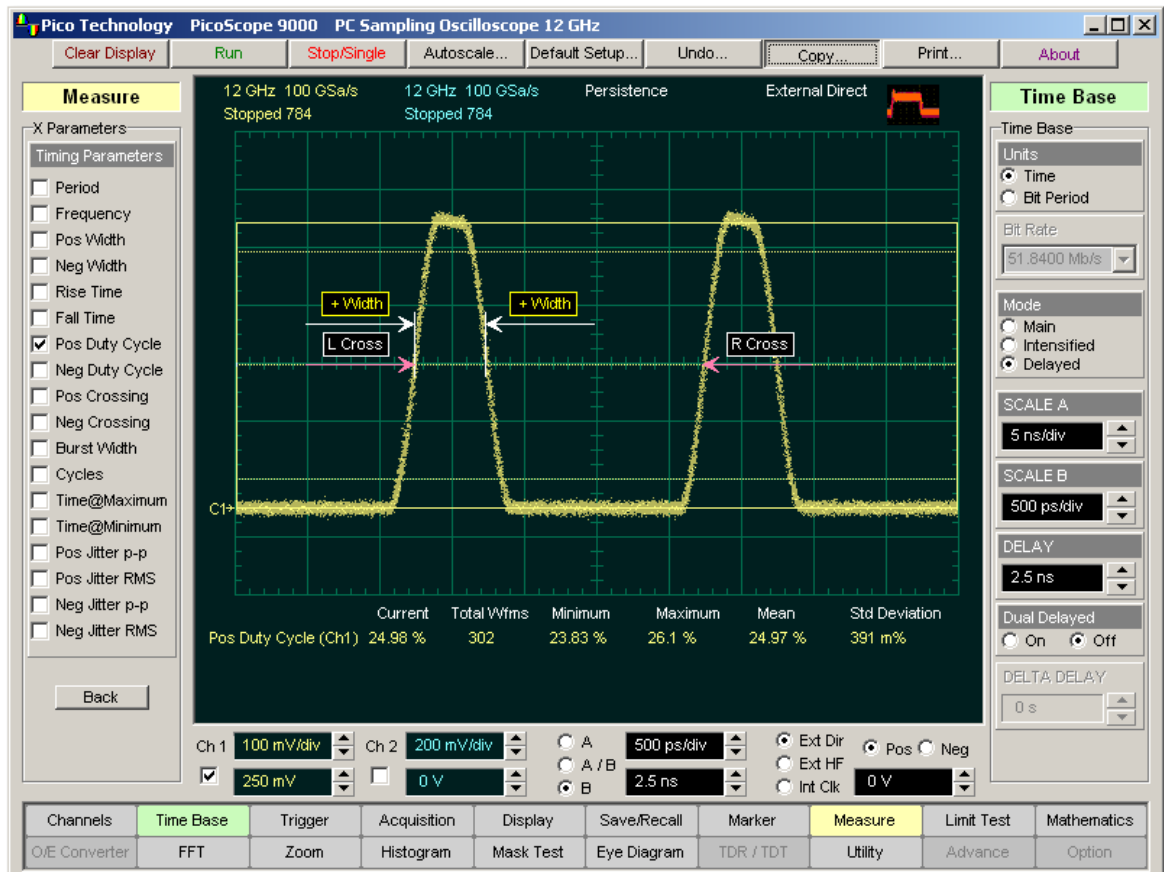 Pico Technology PicoScope 9000 PC Sampling Oscilloscope 12 GHz
Clear Display Run Stop/Single Autoscale... Default Setup... Undo... Copy... Print... About
Measure
X Parameters
Timing Parameters
Period
Frequency
Pos Width
Neg Width
Rise Time
Fall Time
Pos Duty Cycle
Neg Duty Cycle
Pos Crossing
Neg Crossing
Burst Width
Cycles
Time@Maximum
Time@Minimum
Pos Jitter p-p
Pos Jitter RMS
Neg Jitter p-p
Neg Jitter RMS
Back
12 GHz 100 GSa/s 12 GHz 100 GSa/s Persistence External Direct
Stopped 784 Stopped 784
+ Width + Width
L Cross R Cross
C1
Current Total Wfms Minimum Maximum Mean Std Deviation
Pos Duty Cycle (Ch1) 24.98 % 302 23.83 % 26.1 % 24.97 % 391 m%
Time Base
Time Base
Units
Time
Bit Period
Bit Rate
51.8400 Mb/s
Mode
Main
Intensified
Delayed
SCALE A
5 ns/div
SCALE B
500 ps/div
DELAY
2.5 ns
Dual Delayed
On Off
DELTA DELAY
0 s
Ch 1 100 mV/div Ch 2 200 mV/div A 500 ps/div Ext Dir Pos Neg
A / B Ext HF
250 mV 0 V B 2.5 ns Int Clk 0 V
Channels Time Base Trigger Acquisition Display Save/Recall Marker Measure Limit Test Mathematics
O/E Converter FFT Zoom Histogram Mask Test Eye Diagram TDR / TDT Utility Advance Option